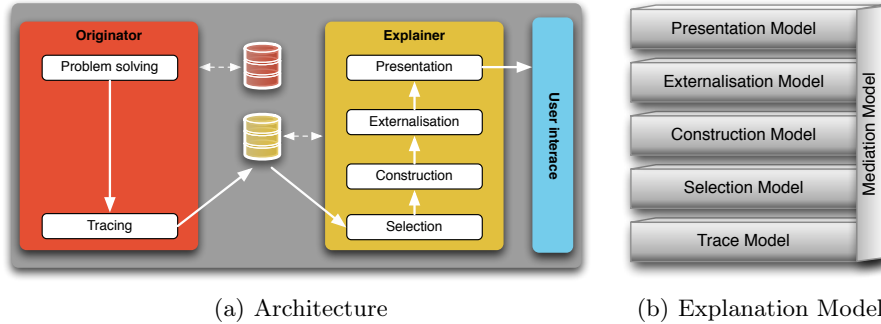 Originator
Problem solving
Tracing
Explainer
Presentation
Externalisation
Construction
Selection
User interace
(a) Architecture
Presentation Model
Externalisation Model
Construction Model
Selection Model
Trace Model
Mediation Model
(b) Explanation Model